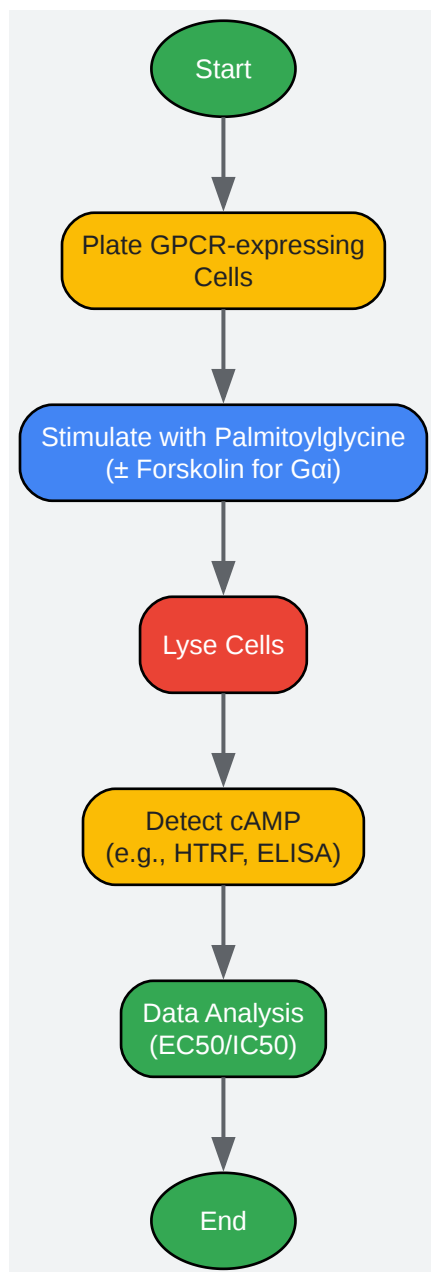 Start
Plate GPCR-expressing
Cells
Stimulate with Palmitoylglycine
(± Forskolin for Gαi)
Lyse Cells
Detect cAMP
(e.g., HTRF, ELISA)
Data Analysis
(EC50/IC50)
End